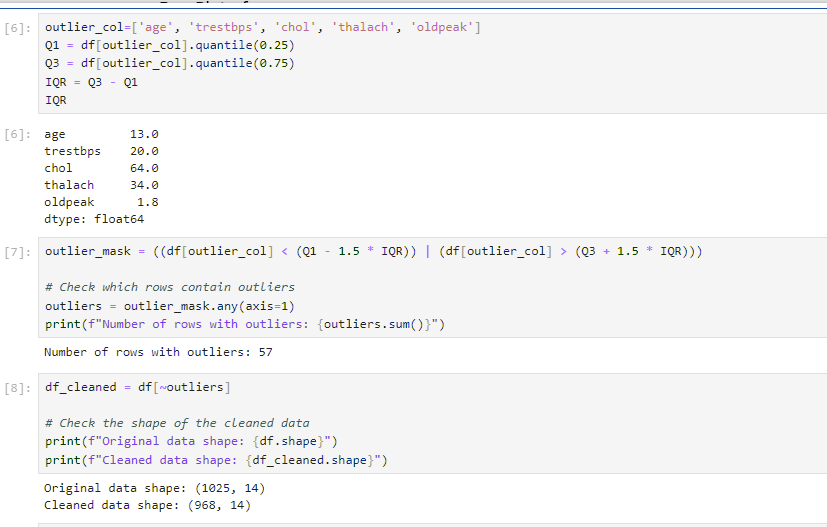 [6]: outlier_col=['age', 'trestbps', 'chol', 'thalach', 'oldpeak']
Q1 = df[outlier_col].quantile(0.25)
Q3 = df[outlier_col].quantile(0.75)
IQR = Q3 - Q1
IQR
[6]: age 13.0
trestbps 20.0
chol 64.0
thalach 34.0
oldpeak 1.8
dtype: float64
[7]: outlier_mask = ((df[outlier_col] < (Q1 - 1.5 * IQR)) | (df[outlier_col] > (Q3 + 1.5 * IQR)))
# Check which rows contain outliers
outliers = outlier_mask.any(axis=1)
print(f"Number of rows with outliers: {outliers.sum()}")
Number of rows with outliers: 57
[8]: df_cleaned = df[~outliers]
# Check the shape of the cleaned data
print(f"Original data shape: {df.shape}")
print(f"Cleaned data shape: {df_cleaned.shape}")
Original data shape: (1025, 14)
Cleaned data shape: (968, 14)